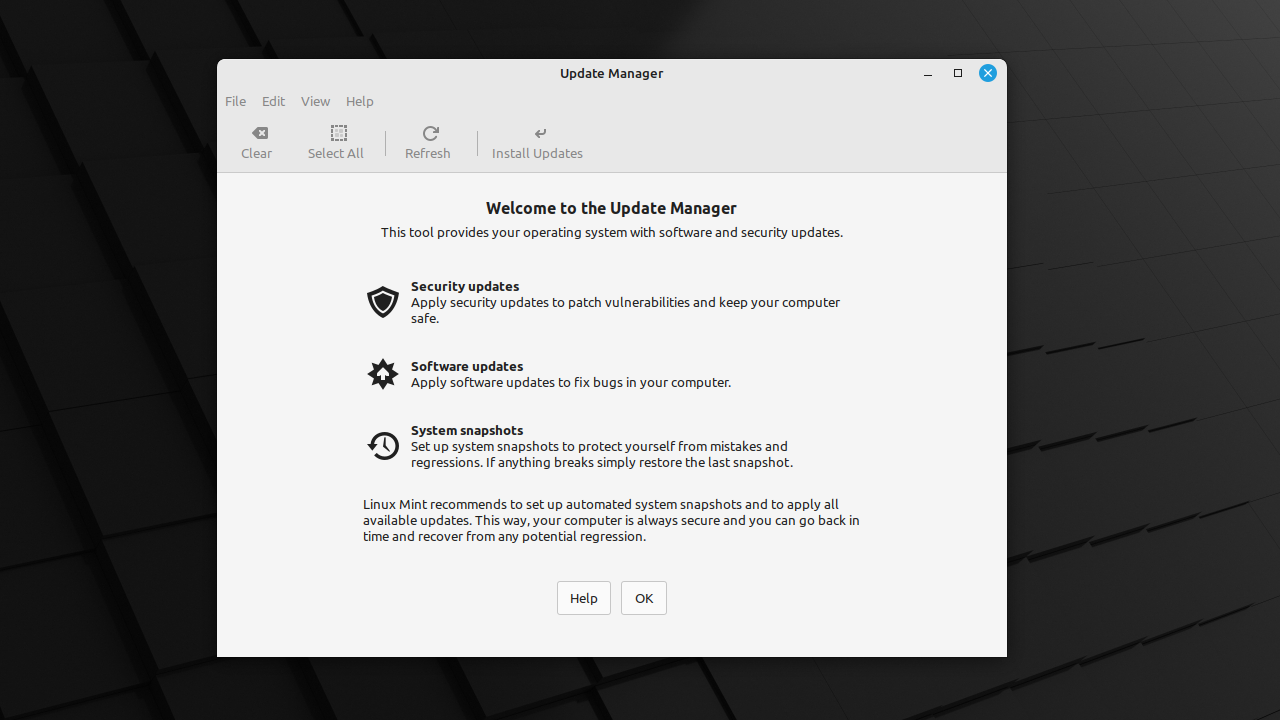 Update Manager
File Edit View Help
Clear Select All Refresh Install Updates
Welcome to the Update Manager
This tool provides your operating system with software and security updates.
Security updates
Apply security updates to patch vulnerabilities and keep your computer
safe.
Software updates
Apply software updates to fix bugs in your computer.
System snapshots
Set up system snapshots to protect yourself from mistakes and
regressions. If anything breaks simply restore the last snapshot.
Linux Mint recommends to set up automated system snapshots and to apply all
available updates. This way, your computer is always secure and you can go back in
time and recover from any potential regression.
Help OK